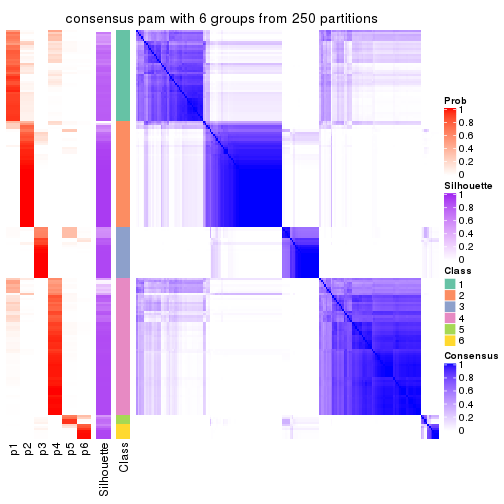 consensus pam with 6 groups from 250 partitions
Prob
1
0.8
0.6
0.4
0.2
0
Silhouette
1
0.8
0.6
0.4
0.2
0
Class
1
2
3
4
5
6
Consensus
1
0.8
0.6
0.4
0.2
0
p1
p2
p3
p4
p5
p6
Silhouette
Class